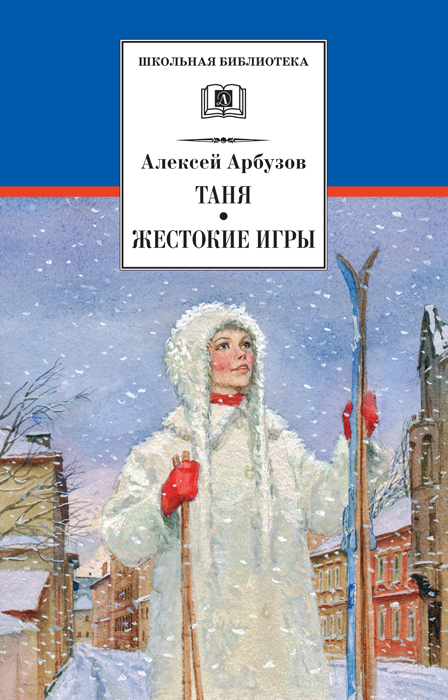 ШКОЛЬНАЯ БИБЛИОТЕКА
Алексей Арбузов
ТАНЯ
•
ЖЕСТОКИЕ ИГРЫ